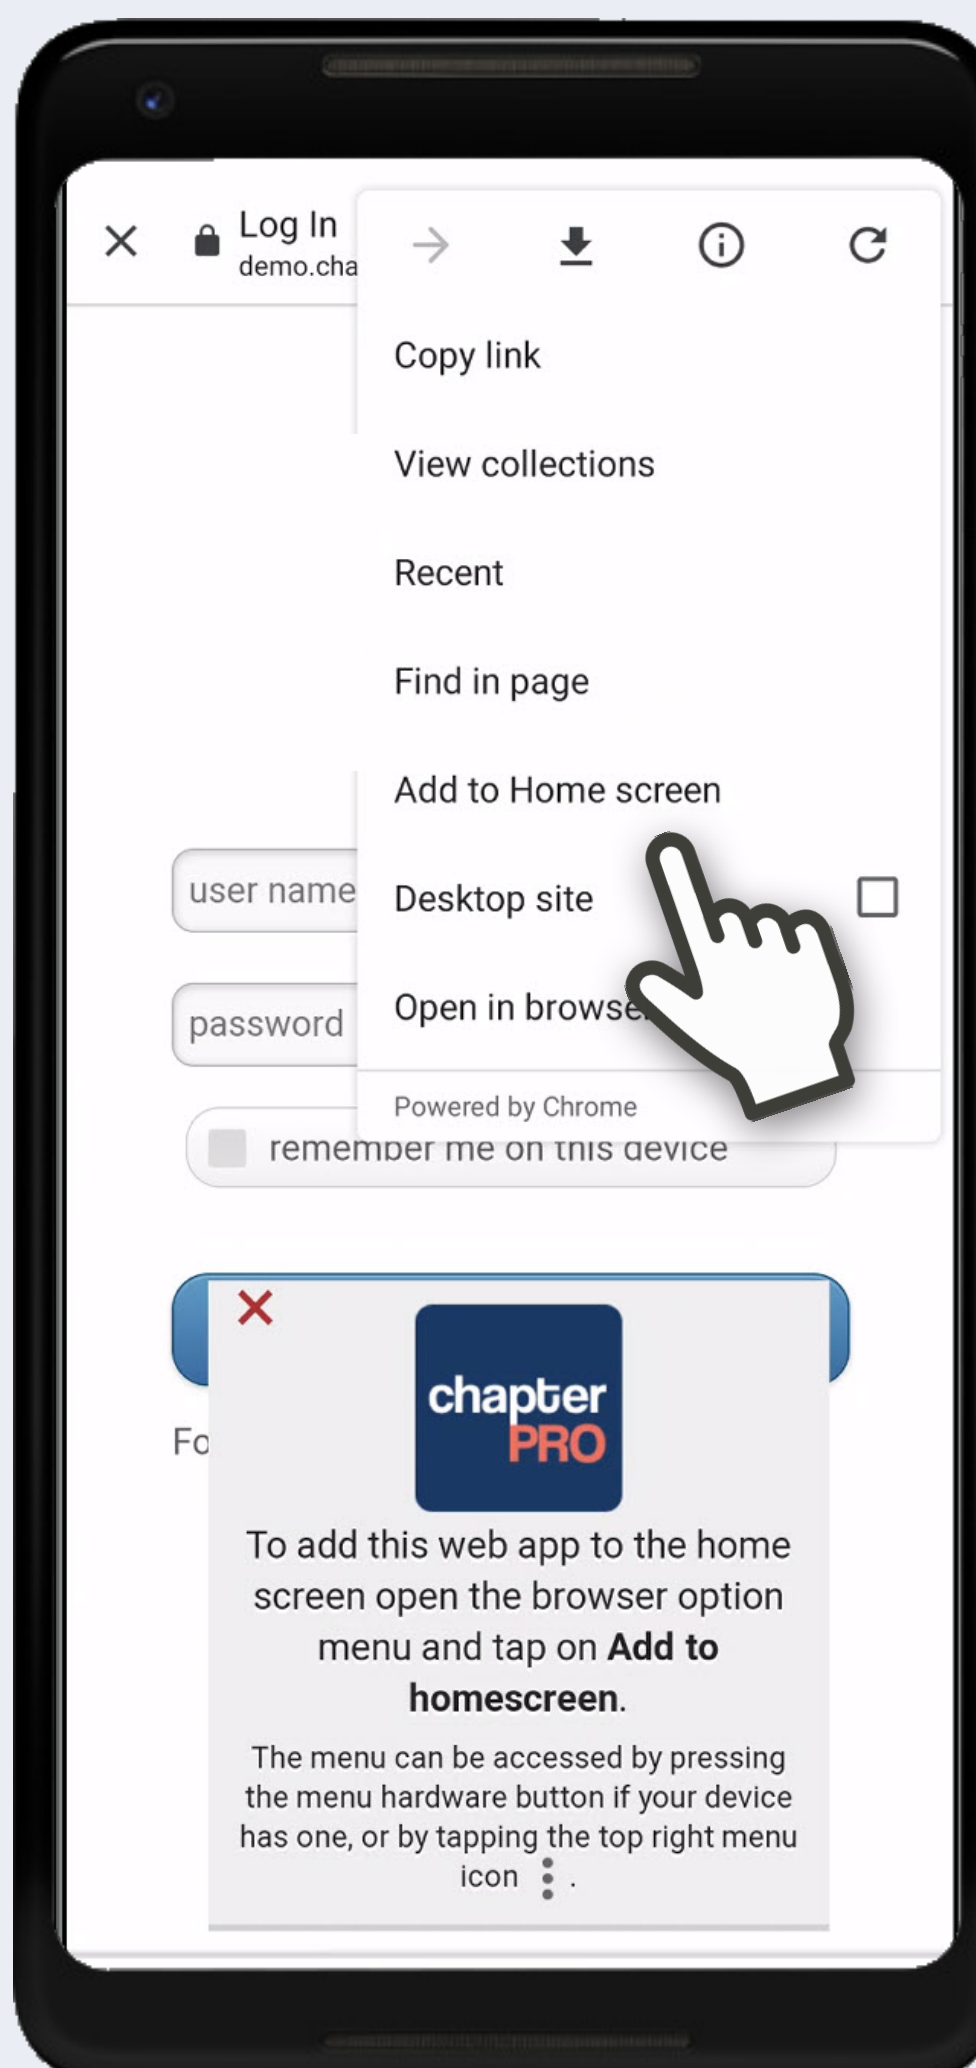 Log In
demo.cha
Copy link
View collections
Recent
Find in page
Add to Home screen
user name
Desktop site
password
Open in browse
Powered by Chrome
remember me on this device
chapter
PRO
Fo
To add this web app to the home
screen open the browser option
menu and tap on Add to
homescreen.
The menu can be accessed by pressing
the menu hardware button if your device
has one, or by tapping the top right menu
icon ⋮ .